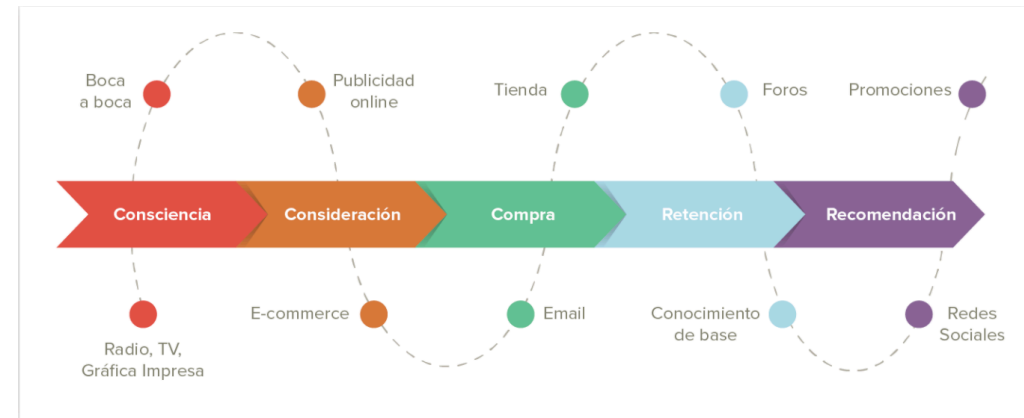 Boca
a boca
Publicidad
online
Tienda
Foros
Promociones
Consciencia
Consideración
Compra
Retención
Recomendación
Radio, TV,
Gráfica Impresa
E-commerce
Email
Conocimiento
de base
Redes
Sociales